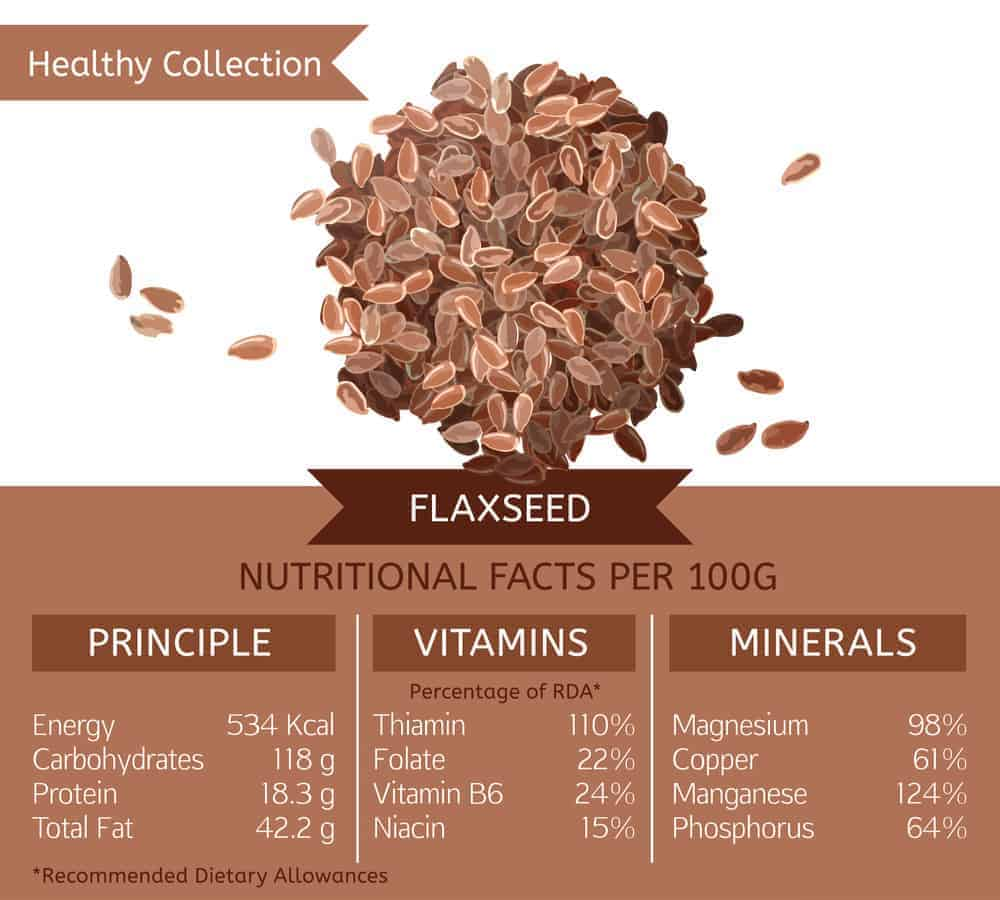 Healthy Collection
FLAXSEED
NUTRITIONAL FACTS PER 100G
PRINCIPLE
Energy 534 Kcal
Carbohydrates 118 g
Protein 18.3 g
Total Fat 42.2 g
VITAMINS
Percentage of RDA*
Thiamin 110%
Folate 22%
Vitamin B6 24%
Niacin 15%
MINERALS
Magnesium 98%
Copper 61%
Manganese 124%
Phosphorus 64%
*Recommended Dietary Allowances